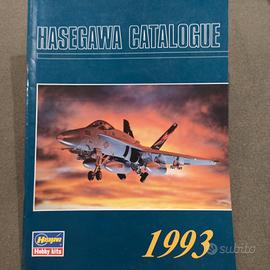 HASEGAWA CATALOGUE
Hasegawa
Hobby kits
1993
subito